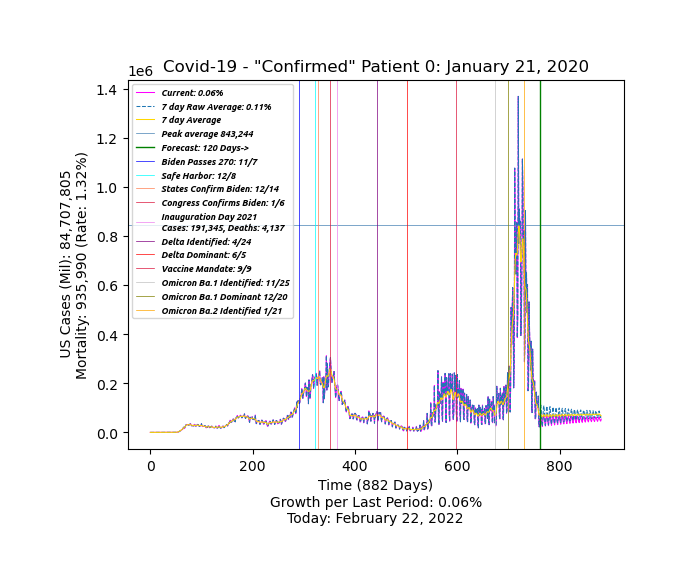 Covid-19 - "Confirmed" Patient 0: January 21, 2020
1e6
1.4
1.2
1.0
0.8
0.6
0.4
0.2
0.0
US Cases (Mil): 84,707,805
Mortality: 935,990 (Rate: 1.32%)
Current: 0.06%
7 day Raw Average: 0.11%
7 day Average
Peak average 843,244
Forecast: 120 Days->
Biden Passes 270: 11/7
Safe Harbor: 12/8
States Confirm Biden: 12/14
Congress Confirms Biden: 1/6
Inauguration Day 2021
Cases: 191,345, Deaths: 4,137
Delta Identified: 4/24
Delta Dominant: 6/5
Vaccine Mandate: 9/9
Omicron Ba.1 Identified: 11/25
Omicron Ba.1 Dominant 12/20
Omicron Ba.2 Identified 1/21
0 200 400 600 800
Time (882 Days)
Growth per Last Period: 0.06%
Today: February 22, 2022